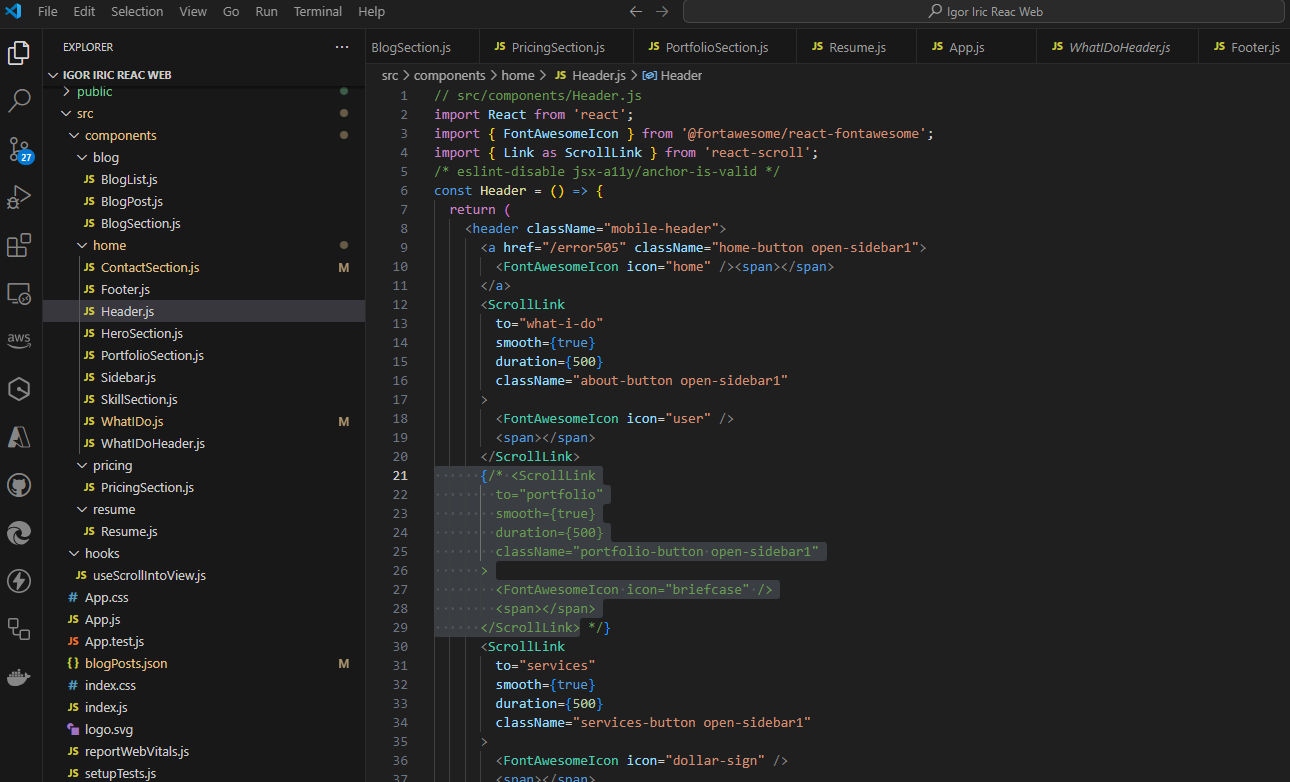 File Edit Selection View Go Run Terminal Help
Igor Iric Reac Web
EXPLORER
IGOR IRIC REAC WEB
public
src
components
blog
JS BlogList.js
JS BlogPost.js
JS BlogSection.js
home
JS ContactSection.js M
JS Footer.js
JS Header.js
JS HeroSection.js
JS PortfolioSection.js
JS Sidebar.js
JS SkillSection.js
JS WhatIDo.js M
JS WhatIDoHeader.js
pricing
JS PricingSection.js
resume
JS Resume.js
hooks
JS useScrollIntoView.js
# App.css
JS App.js
JS App.test.js
{} blogPosts.json M
# index.css
JS index.js
logo.svg
JS reportWebVitals.js
JS setupTests.js
27
aws
BlogSection.js JS PricingSection.js JS PortfolioSection.js JS Resume.js JS App.js JS WhatIDoHeader.js JS Footer.js
src > components > home > JS Header.js > Header
1 // src/components/Header.js
2 import React from 'react';
3 import { FontAwesomeIcon } from '@fortawesome/react-fontawesome';
4 import { Link as ScrollLink } from 'react-scroll';
5 /* eslint-disable jsx-a11y/anchor-is-valid */
6 const Header = () => {
7 return (
8 <header className="mobile-header">
9 <a href="/error505" className="home-button open-sidebar1">
10 <FontAwesomeIcon icon="home" /><span></span>
11 </a>
12 <ScrollLink
13 to="what-i-do"
14 smooth={true}
15 duration={500}
16 className="about-button open-sidebar1"
17 >
18 <FontAwesomeIcon icon="user" />
19 <span></span>
20 </ScrollLink>
21 {/* <ScrollLink
22 to="portfolio"
23 smooth={true}
24 duration={500}
25 className="portfolio-button open-sidebar1"
26 >
27 <FontAwesomeIcon icon="briefcase" />
28 <span></span>
29 </ScrollLink> */}
30 <ScrollLink
31 to="services"
32 smooth={true}
33 duration={500}
34 className="services-button open-sidebar1"
35 >
36 <FontAwesomeIcon icon="dollar-sign" />
37 <span></span>